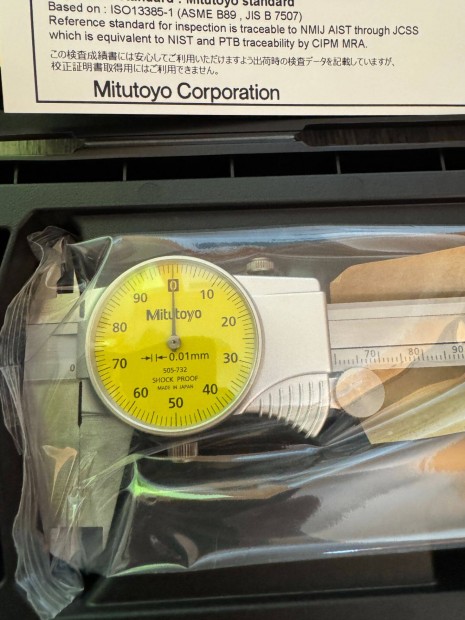 : Mitutoyo standard
Based on : ISO13385-1 (ASME B89 , JIS B 7507)
Reference standard for inspection is traceable to NMIJ AIST through JCSS
which is equivalent to NIST and PTB traceability by CIPM MRA.
この検査成績書には安心してご利用いただけますよう出荷時の検査データを記載していますが、
校正証明書取得用にはご利用できません。
Mitutoyo Corporation
0
90 10
Mitutoyo
80 20
70 0.01mm 30
505-732
SHOCK PROOF
MADE IN JAPAN
60 40
50
0
70 80 90